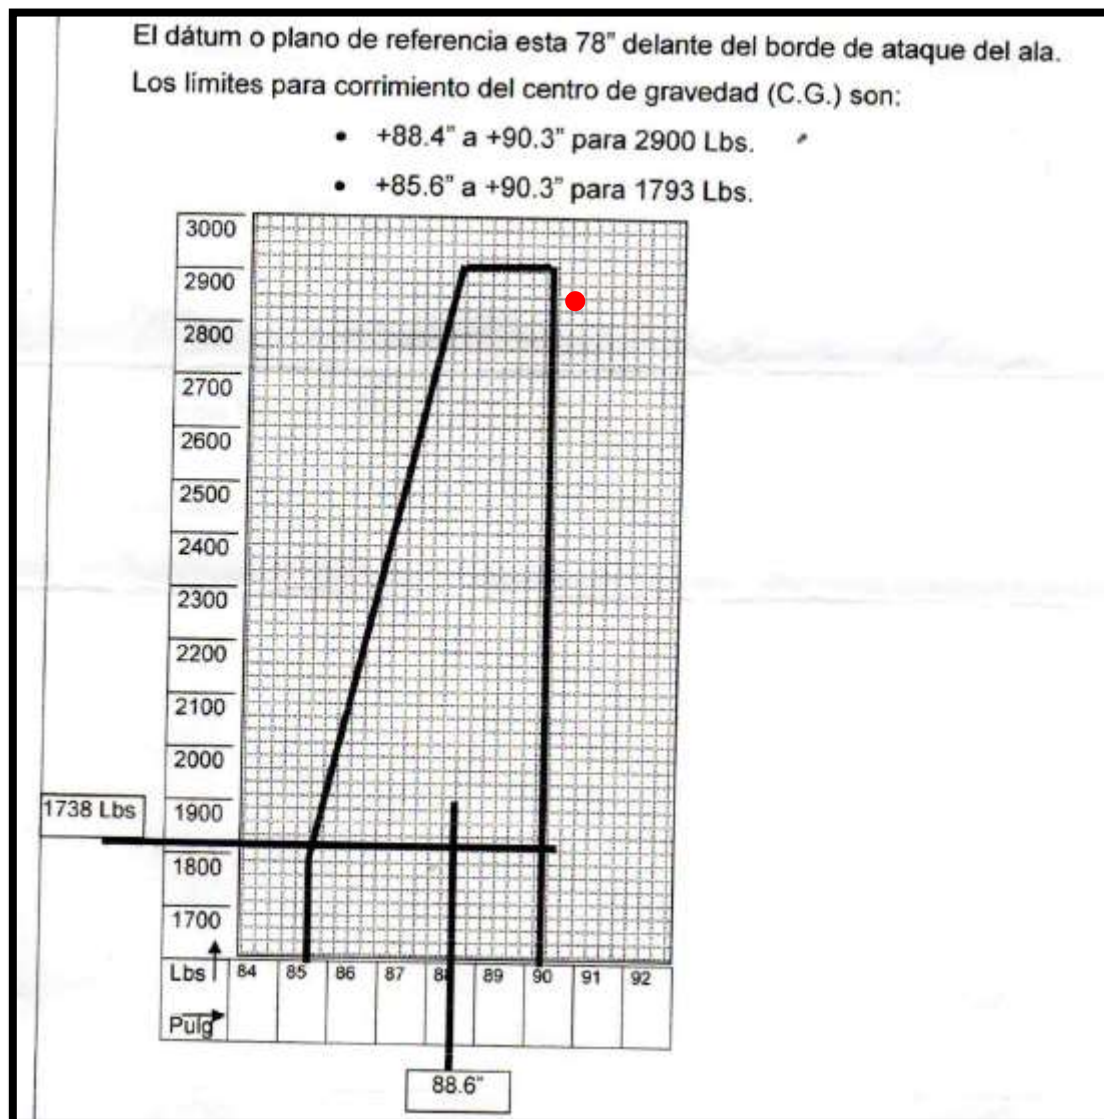 El dátum o plano de referencia esta 78" delante del borde de ataque del ala.
Los límites para corrimiento del centro de gravedad (C.G.) son:
• +88.4" a +90.3" para 2900 Lbs.
• +85.6" a +90.3" para 1793 Lbs.
3000
2900
2800
2700
2600
2500
2400
2300
2200
2100
2000
1738 Lbs 1900
1800
1700
Lbs 84 85 86 87 88 89 90 91 92
Pulg
88.6"